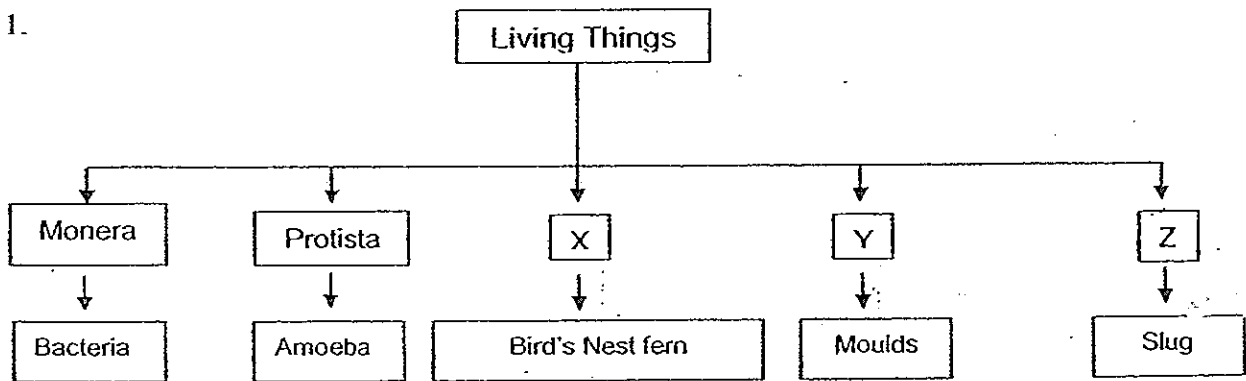 1.
Living Things
Monera Protista X Y Z
Bacteria Amoeba Bird's Nest fern Moulds Slug